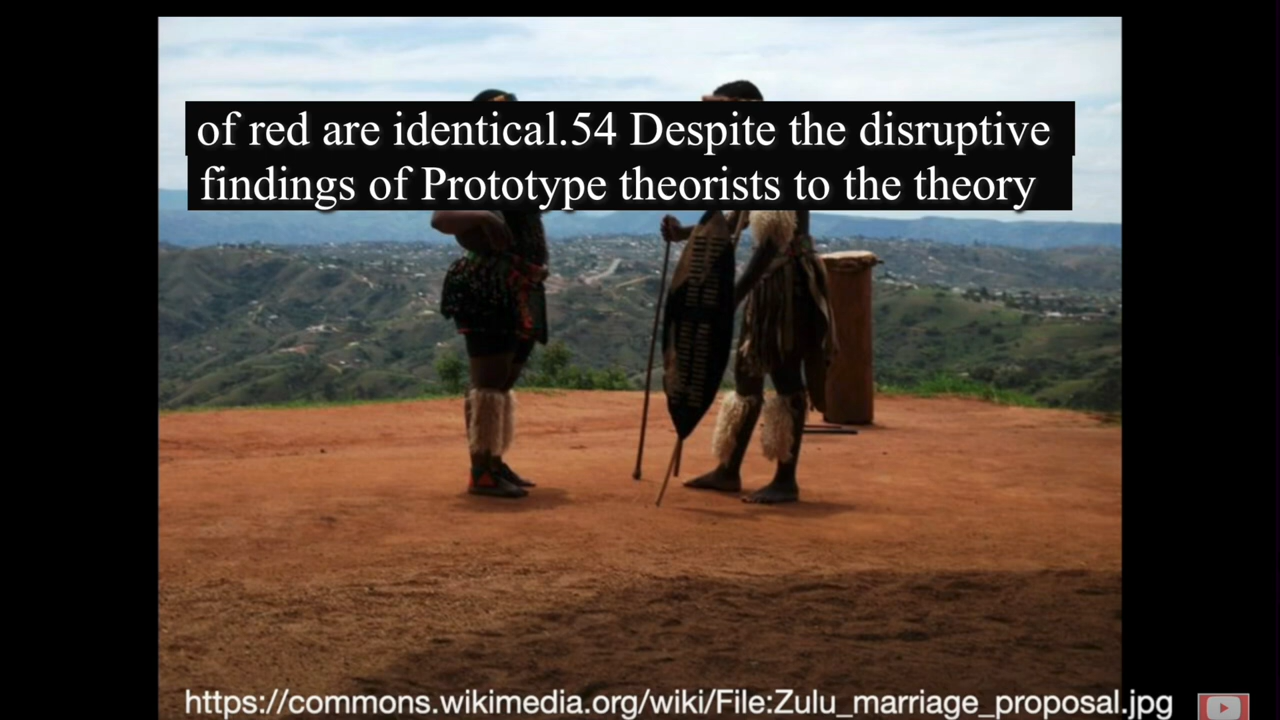 of red are identical.54 Despite the disruptive
findings of Prototype theorists to the theory
https://commons.wikimedia.org/wiki/File:Zulu_marriage_proposal.jpg